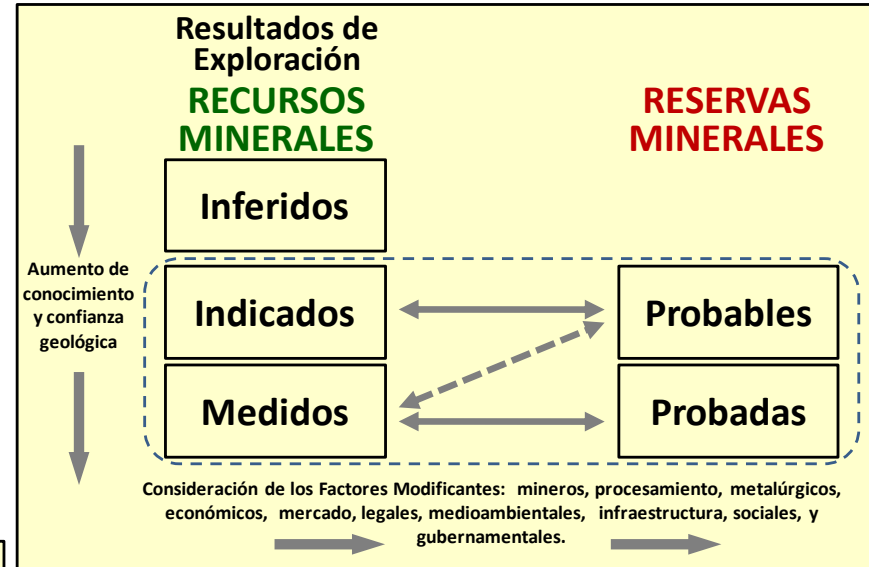 Resultados de
Exploración
RECURSOS
MINERALES
RESERVAS
MINERALES
Inferidos
Aumento de
conocimiento
y confianza
geológica
Indicados
Probables
Medidos
Probadas
Consideración de los Factores Modificantes: mineros, procesamiento, metalúrgicos,
económicos, mercado, legales, medioambientales, infraestructura, sociales, y
gubernamentales.